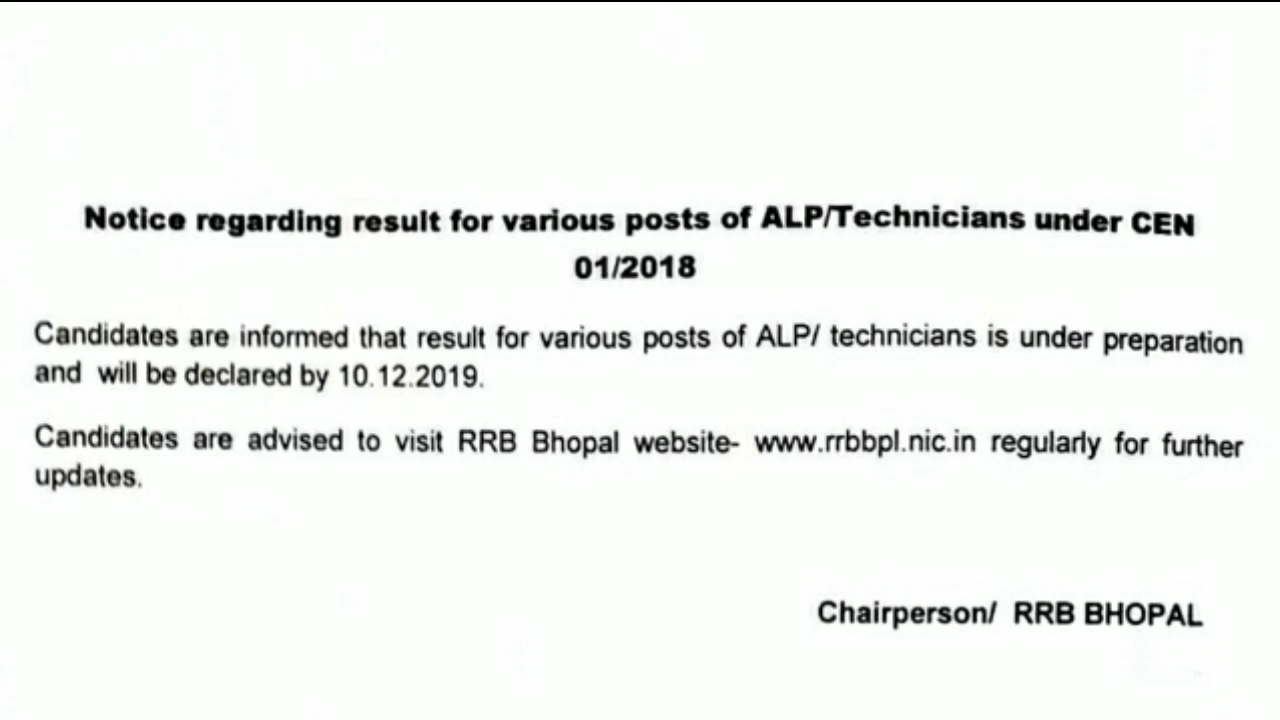 Notice regarding result for various posts of ALP/Technicians under CEN
01/2018
Candidates are informed that result for various posts of ALP/ technicians is under preparation
and will be declared by 10.12.2019.
Candidates are advised to visit RRB Bhopal website- www.rrbbpl.nic.in regularly for further
updates.
Chairperson/ RRB BHOPAL